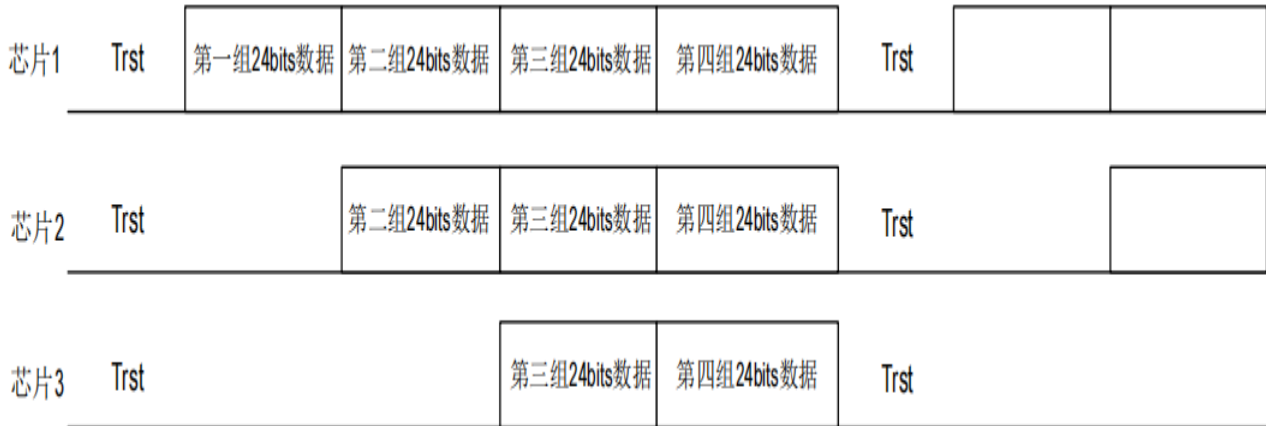 芯片1 Trst 第一组24bits数据 第二组24bits数据 第三组24bits数据 第四组24bits数据 Trst
芯片2 Trst 第二组24bits数据 第三组24bits数据 第四组24bits数据 Trst
芯片3 Trst 第三组24bits数据 第四组24bits数据 Trst